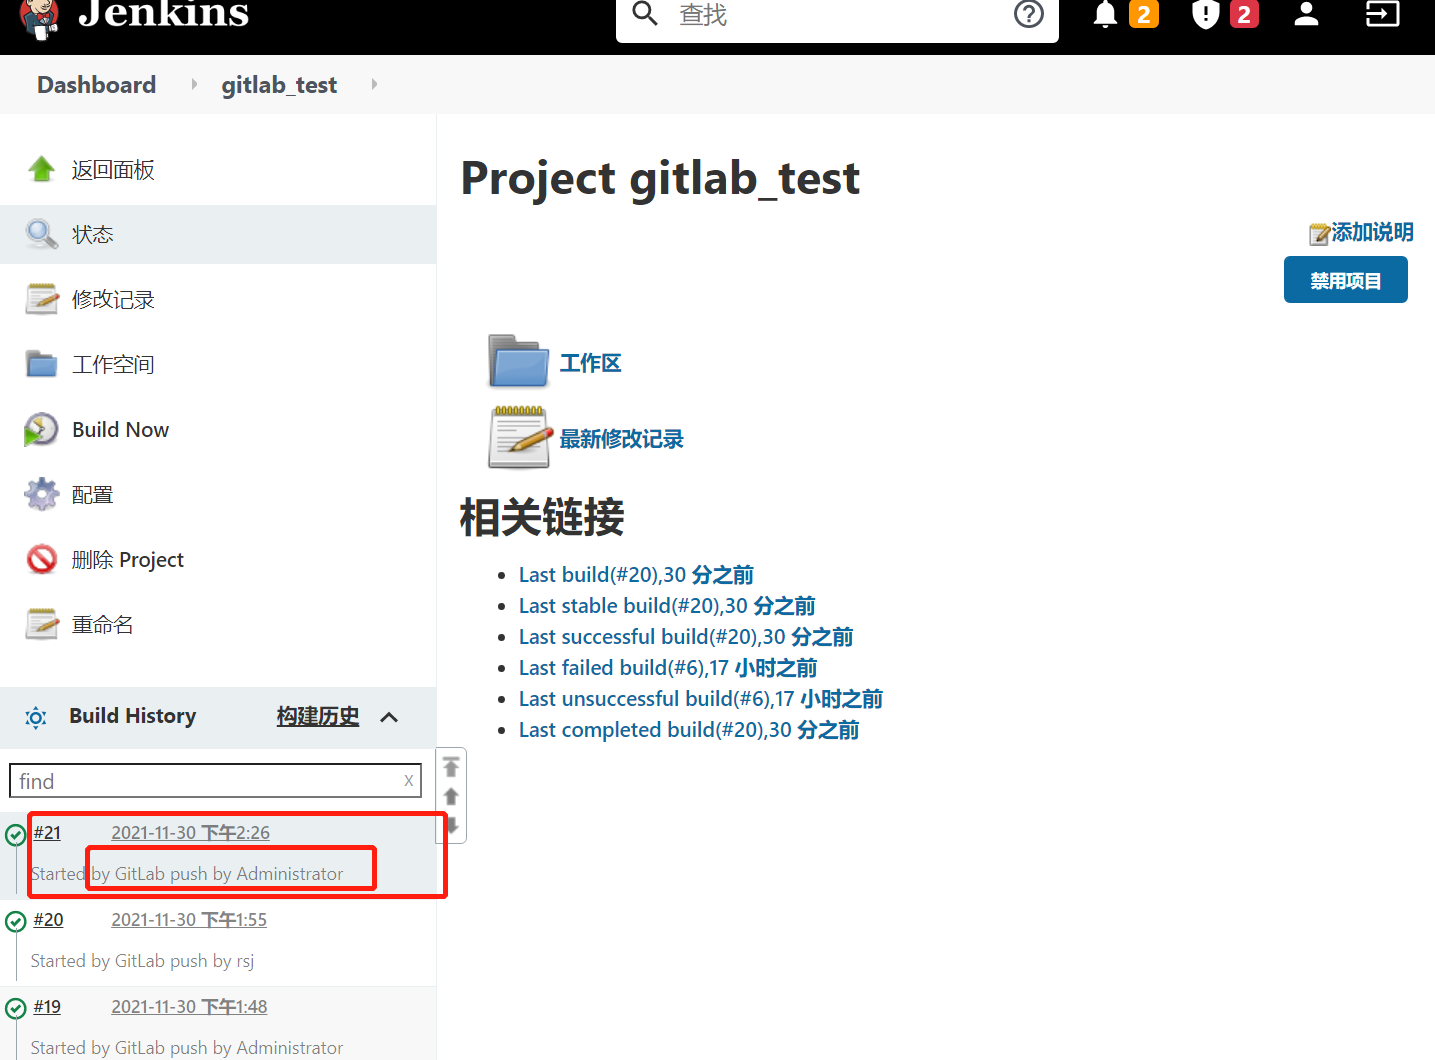 Jenkins
查找
2
2
Dashboard
gitlab_test
返回面板
状态
修改记录
工作空间
Build Now
配置
删除 Project
重命名
Build History
构建历史
find
x
#21
2021-11-30 下午2:26
Started by GitLab push by Administrator
#20
2021-11-30 下午1:55
Started by GitLab push by rsj
#19
2021-11-30 下午1:48
Started by GitLab push by Administrator
Project gitlab_test
添加说明
禁用项目
工作区
最新修改记录
相关链接
Last build(#20),30 分之前
Last stable build(#20),30 分之前
Last successful build(#20),30 分之前
Last failed build(#6),17 小时之前
Last unsuccessful build(#6),17 小时之前
Last completed build(#20),30 分之前